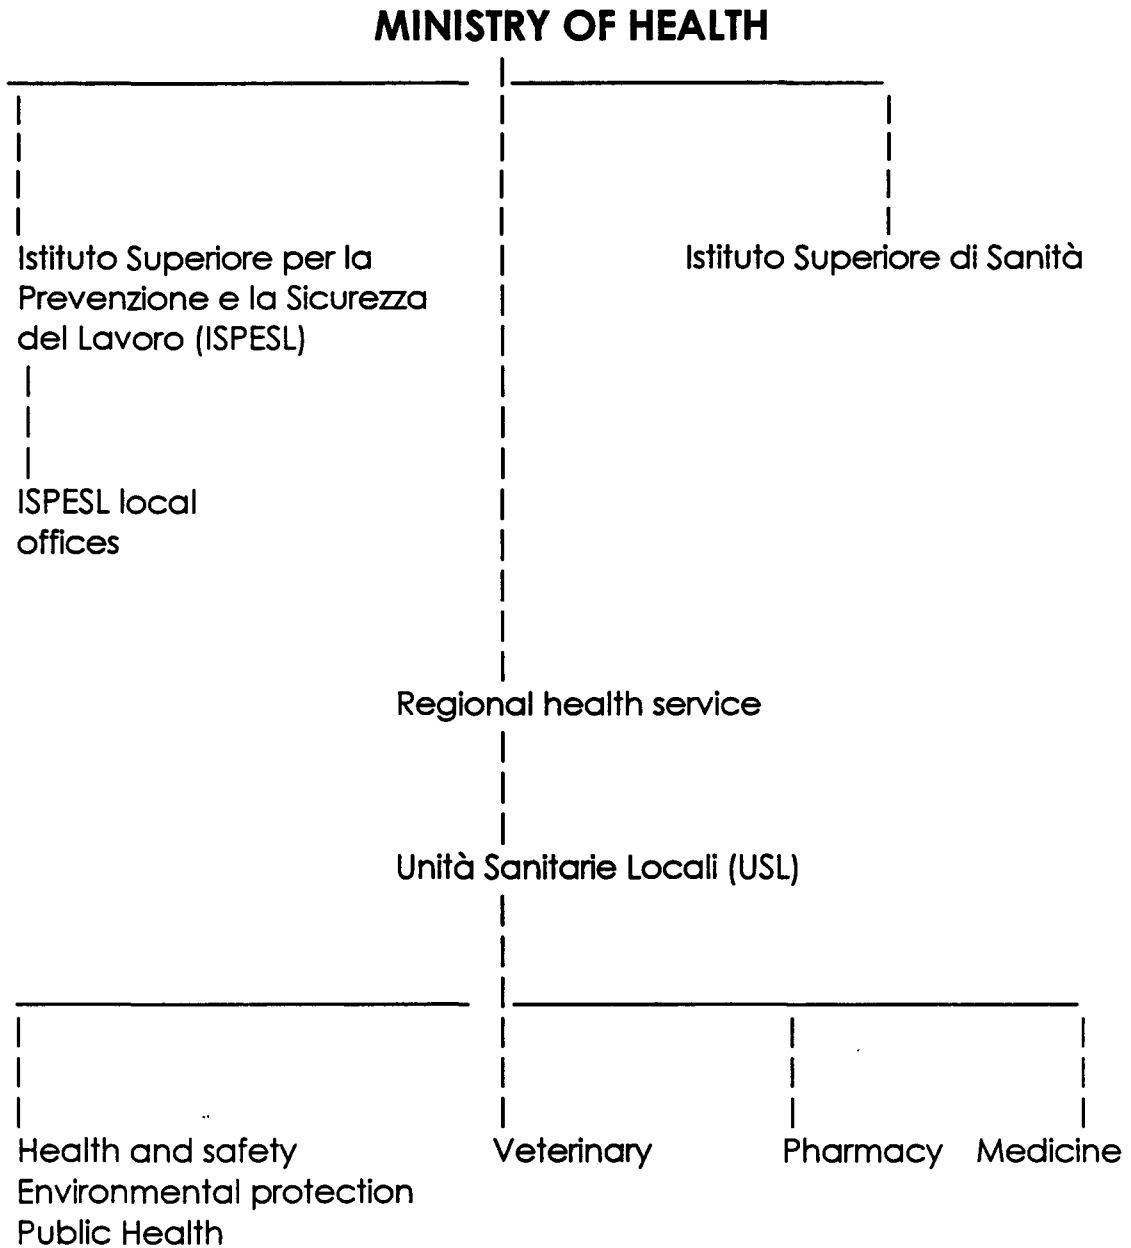 MINISTRY OF HEALTH
Istituto Superiore per la
Prevenzione e la Sicurezza
del Lavoro (ISPESL)
Istituto Superiore di Sanità
ISPESL local
offices
Regional health service
Unità Sanitarie Locali (USL)
Health and safety
Environmental protection
Public Health
Veterinary
Pharmacy
Medicine